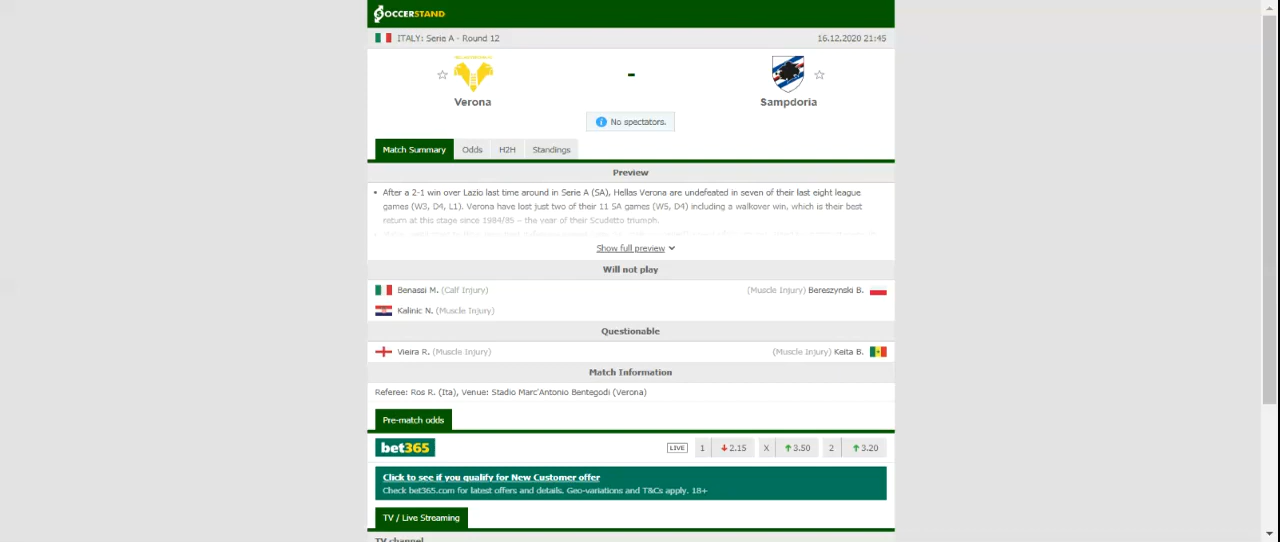 SOCCERSTAND
ITALY: Serie A - Round 12 16.12.2020 21:45
-
Verona Sampdoria
No spectators.
Match Summary Odds H2H Standings
Preview
• After a 2-1 win over Lazio last time around in Serie A (SA), Hellas Verona are undefeated in seven of their last eight league
games (W3, D4, L1). Verona have lost just two of their 11 SA games (W5, D4) including a walkover win, which is their best
return at this stage since 1984/85 – the year of their Scudetto triumph.
Show full preview
Will not play
Benassi M. (Calf Injury) (Muscle Injury) Bereszynski B.
Kalinic N. (Muscle Injury)
Questionable
Vieira R. (Muscle Injury) (Muscle Injury) Keita B.
Match Information
Referee: Ros R. (Ita), Venue: Stadio Marc'Antonio Bentegodi (Verona)
Pre-match odds
bet365 LIVE 1 2.15 X 3.50 2 3.20
Click to see if you qualify for New Customer offer
Check bet365.com for latest offers and details. Geo-variations and T&Cs apply. 18+
TV / Live Streaming
TV channel